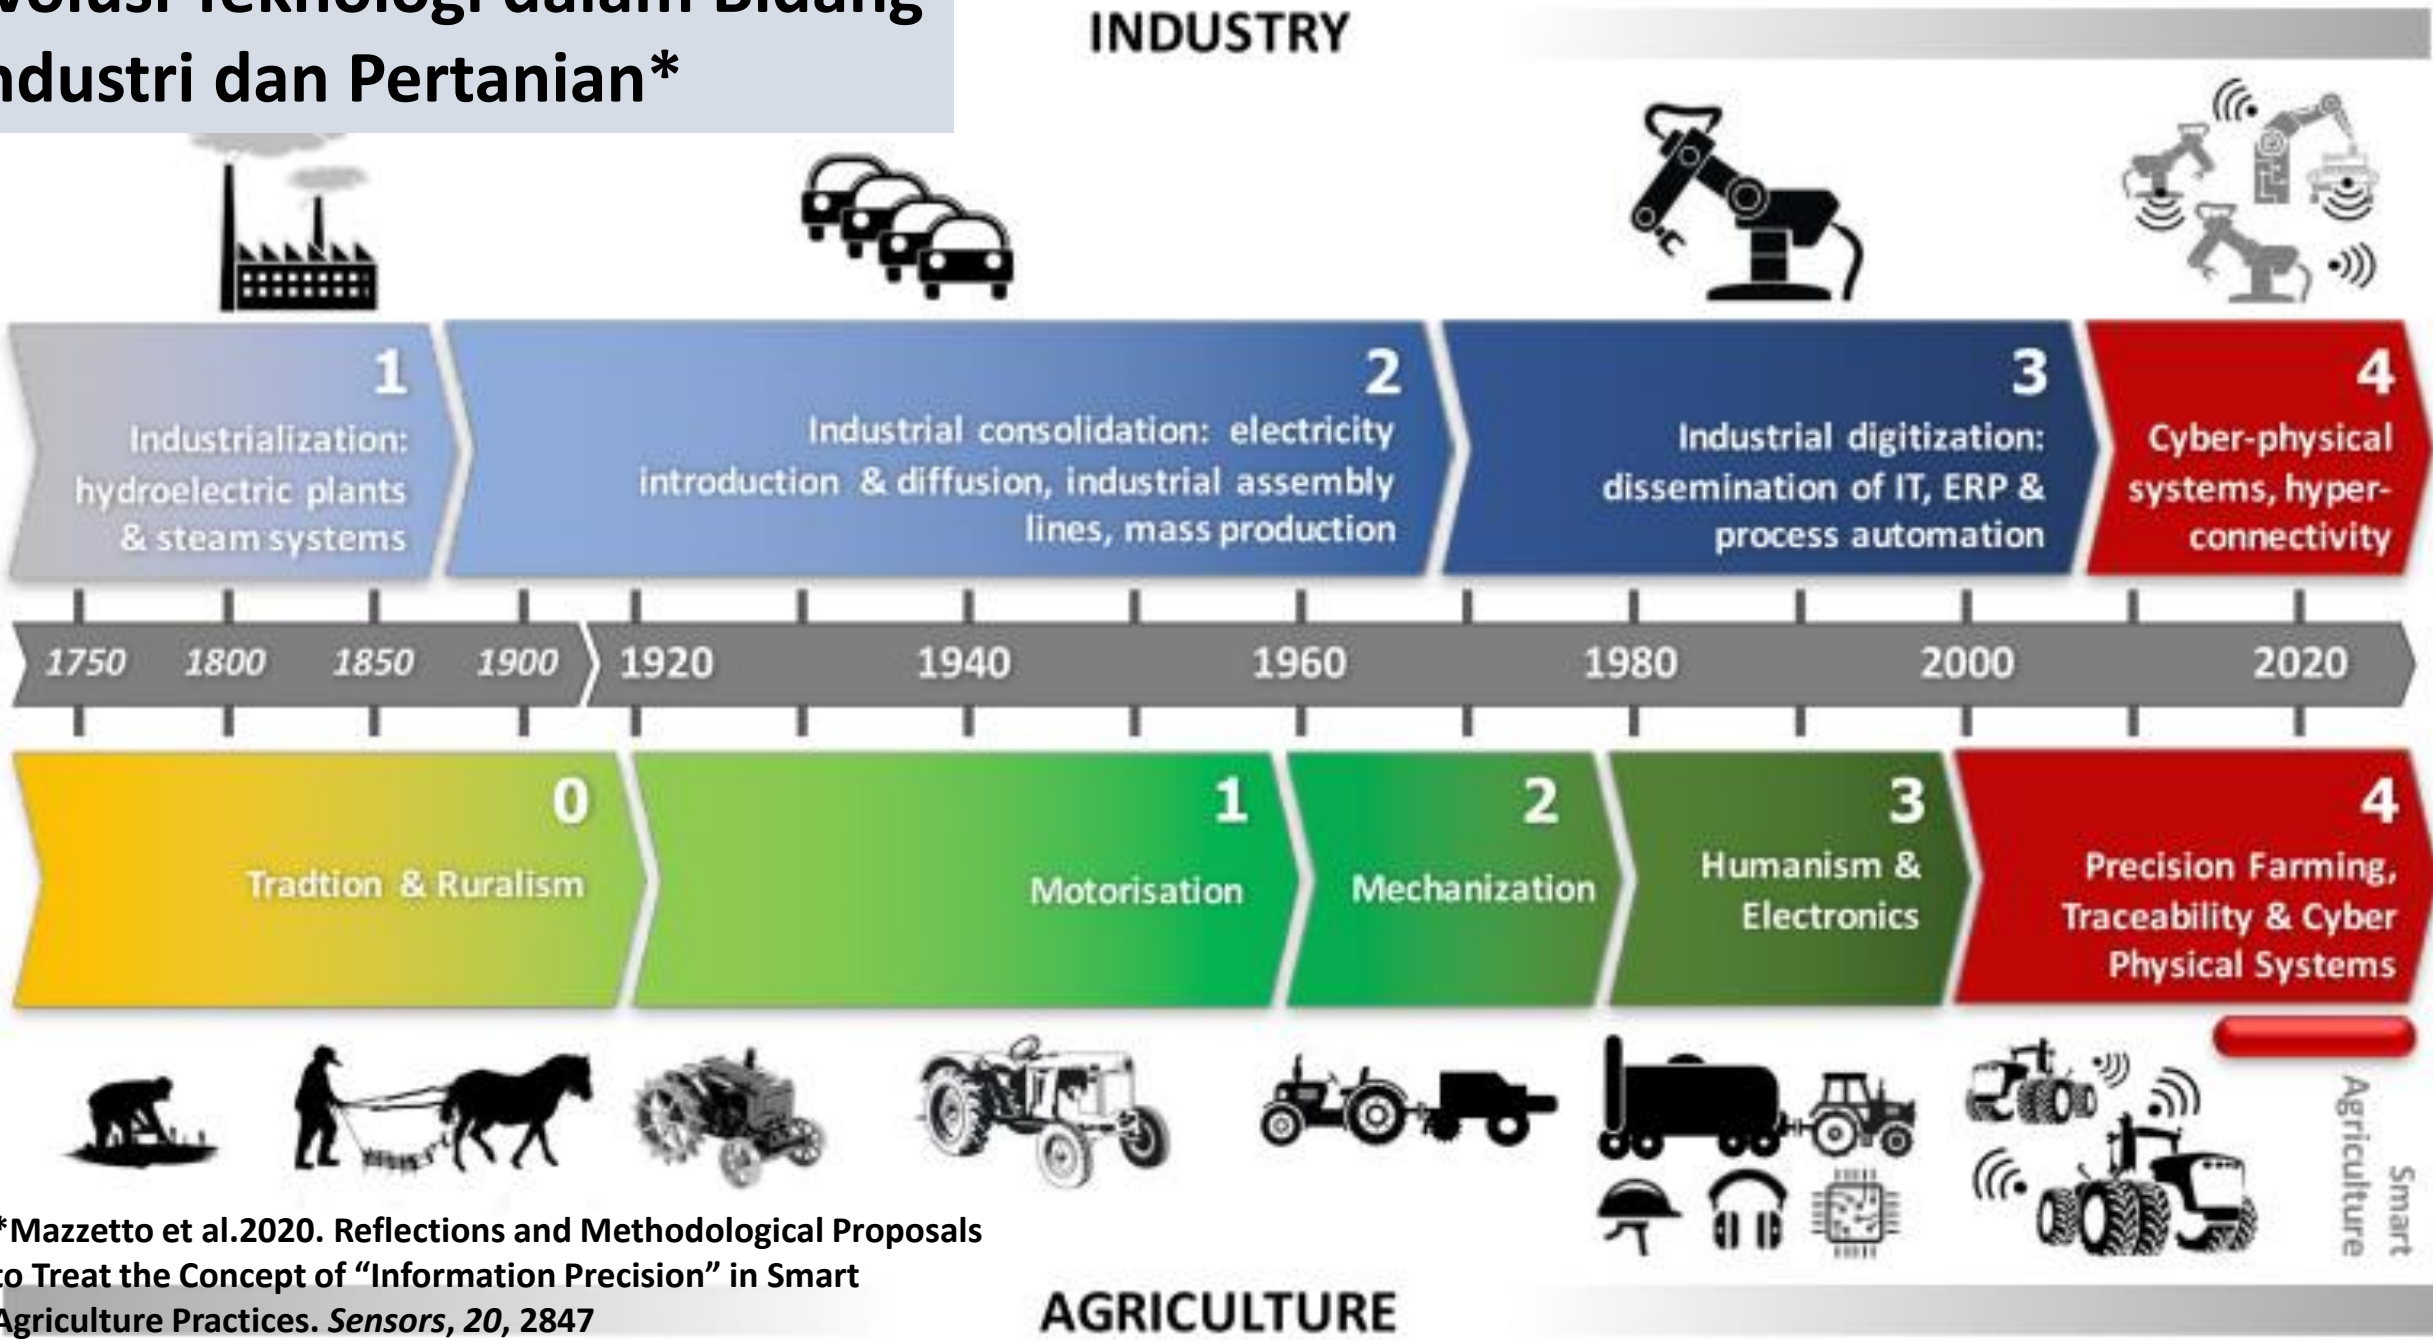 volusi Teknologi dalam Bidang
ndustri dan Pertanian*
INDUSTRY
1
Industrialization:
hydroelectric plants
& steam systems
2
Industrial consolidation: electricity
introduction & diffusion, industrial assembly
lines, mass production
3
Industrial digitization:
dissemination of IT, ERP &
process automation
4
Cyber-physical
systems, hyper-
connectivity
1750 1800 1850 1900 1920 1940 1960 1980 2000 2020
0
Tradtion & Ruralism
1
Motorisation
2
Mechanization
3
Humanism &
Electronics
4
Precision Farming,
Traceability & Cyber
Physical Systems
Smart
Agriculture
*Mazzetto et al.2020. Reflections and Methodological Proposals
to Treat the Concept of “Information Precision” in Smart
Agriculture Practices. Sensors, 20, 2847
AGRICULTURE